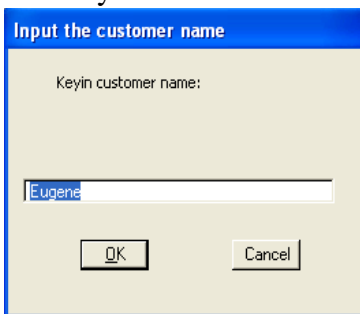 Input the customer name
Keyin customer name:
Eugene
OK
Cancel